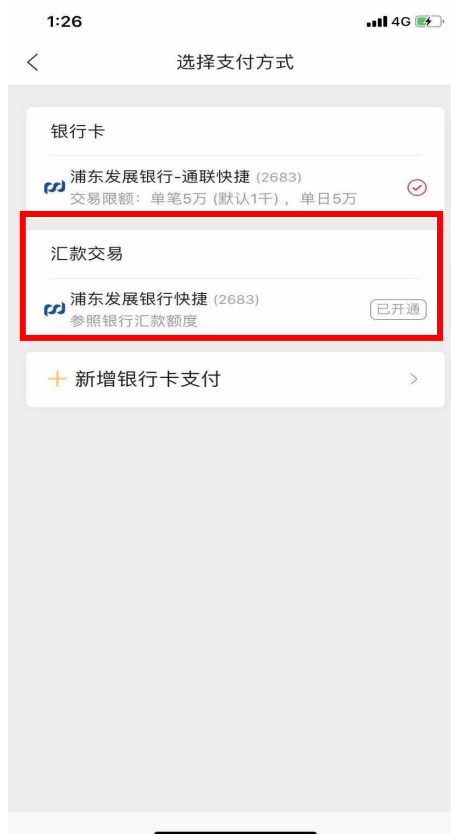 1:26
4G
选择支付方式
银行卡
浦东发展银行-通联快捷 (2683)
交易限额：单笔5万 (默认1千)，单日5万
汇款交易
浦东发展银行快捷 (2683)
参照银行汇款额度
已开通
新增银行卡支付